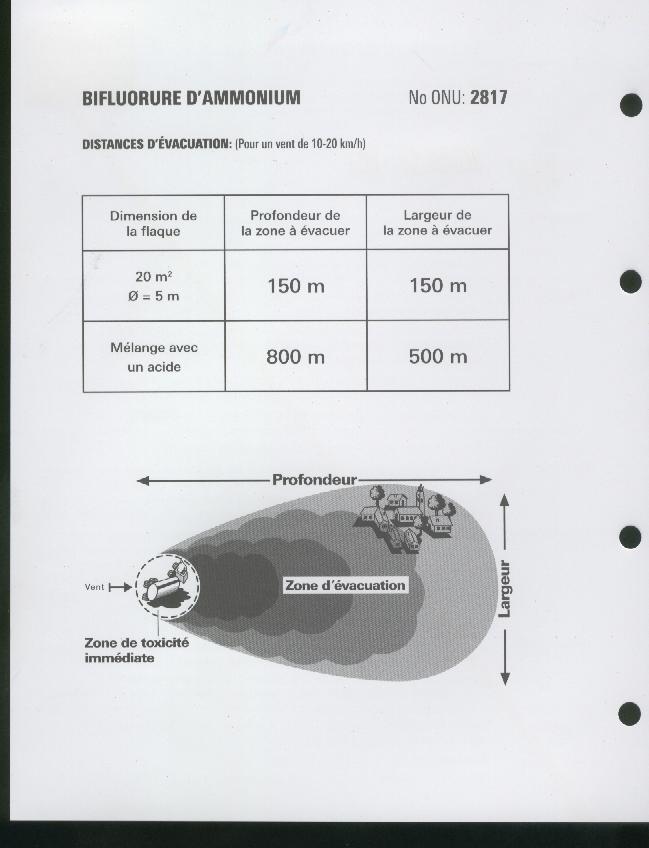 BIFLUORURE D'AMMONIUM No ONU: 2817
DISTANCES D'ÉVACUATION: (Pour un vent de 10-20 km/h)
Dimension de
la flaque
Profondeur de
la zone à évacuer
Largeur de
la zone à évacuer
20 m²
Ø = 5 m
150 m
150 m
Mélange avec
un acide
800 m
500 m
Profondeur
Vent
Zone d'évacuation
Largeur
Zone de toxicité
immédiate